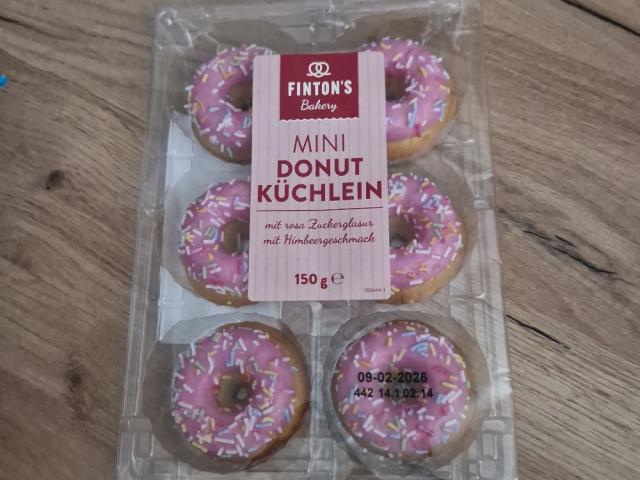 FINTON'S
Bakery
MINI
DONUT
KÜCHLEIN
mit rosa Zuckerglasur
mit Himbeergeschmack
150 g ℮
09-02-2026
442 14.1.02:14